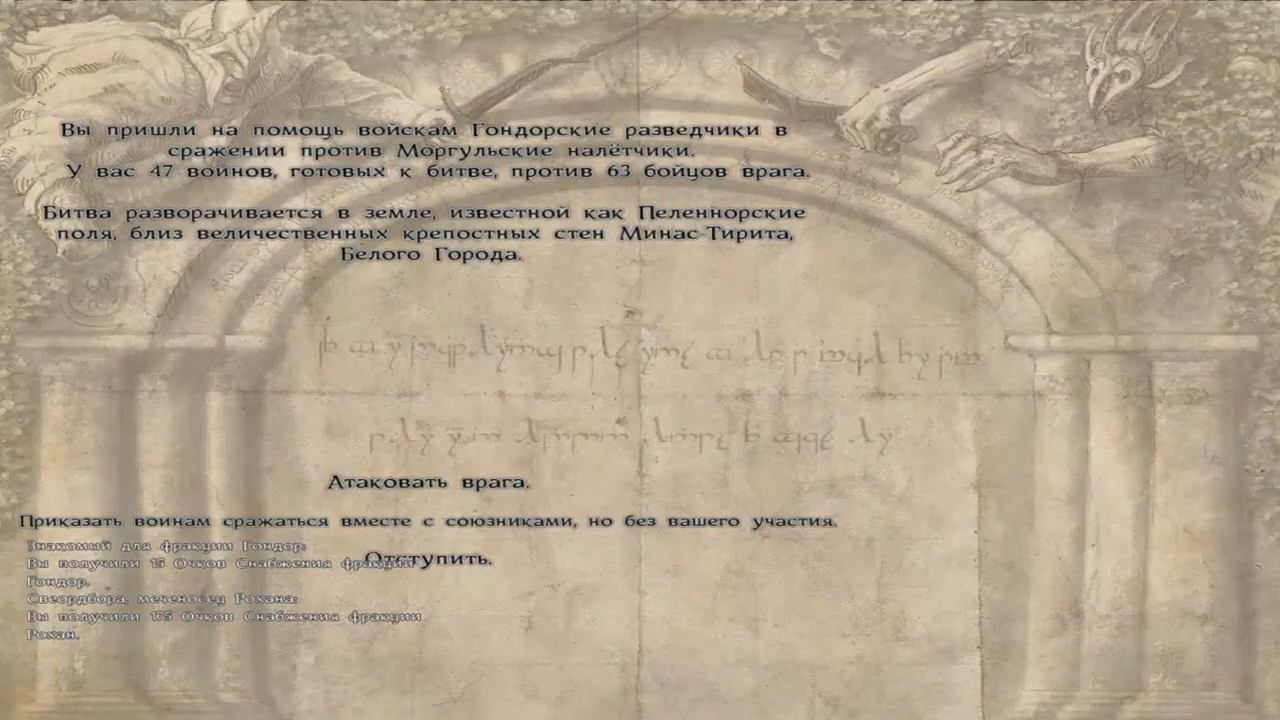 Вы пришли на помощь войскам Гондорские разведчики в
сражении против Моргульские налётчики.
У вас 47 воинов, готовых к битве, против 63 бойцов врага.
Битва разворачивается в земле, известной как Пеленнорские
поля, близ величественных крепостных стен Минас-Тирита,
Белого Города.
Атаковать врага.
Приказать воинам сражаться вместе с союзниками, но без вашего участия.
Отступить.
Знакомый для фракции Гондор:
Вы получили 15 Очков Снабжения фракции
Гондор.
Свеордбора, меченосец Рохана:
Вы получили 175 Очков Снабжения фракции
Рохан.